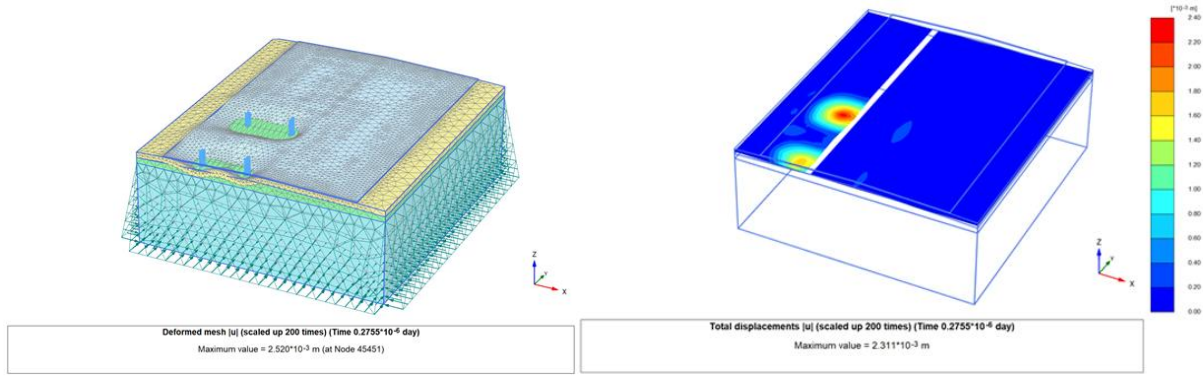 Z
Y
X
Deformed mesh |u| (scaled up 200 times) (Time 0.2755*10⁻⁶ day)
Maximum value = 2.520*10⁻³ m (at Node 45451)
[*10⁻³ m]
2.40
2.20
2.00
1.80
1.60
1.40
1.20
1.00
0.80
0.60
0.40
0.20
0.00
Z
Y
X
Total displacements |u| (scaled up 200 times) (Time 0.2755*10⁻⁶ day)
Maximum value = 2.311*10⁻³ m